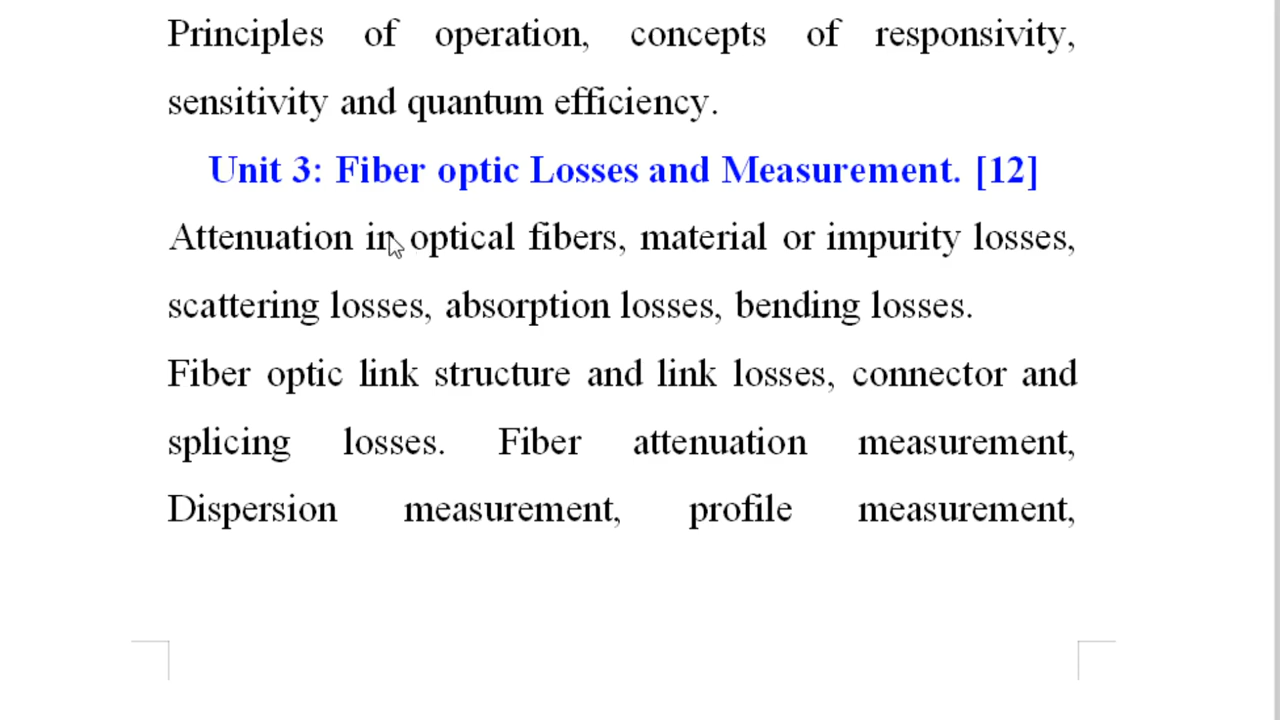 Principles of operation, concepts of responsivity,
sensitivity and quantum efficiency.
Unit 3: Fiber optic Losses and Measurement. [12]
Attenuation in optical fibers, material or impurity losses,
scattering losses, absorption losses, bending losses.
Fiber optic link structure and link losses, connector and
splicing losses. Fiber attenuation measurement,
Dispersion measurement, profile measurement,